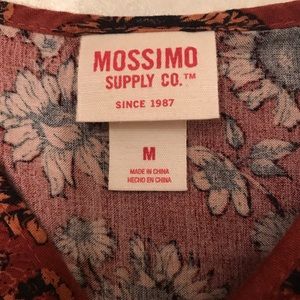 MOSSIMO
SUPPLY CO.™
SINCE 1987
M
MADE IN CHINA
HECHO EN CHINA